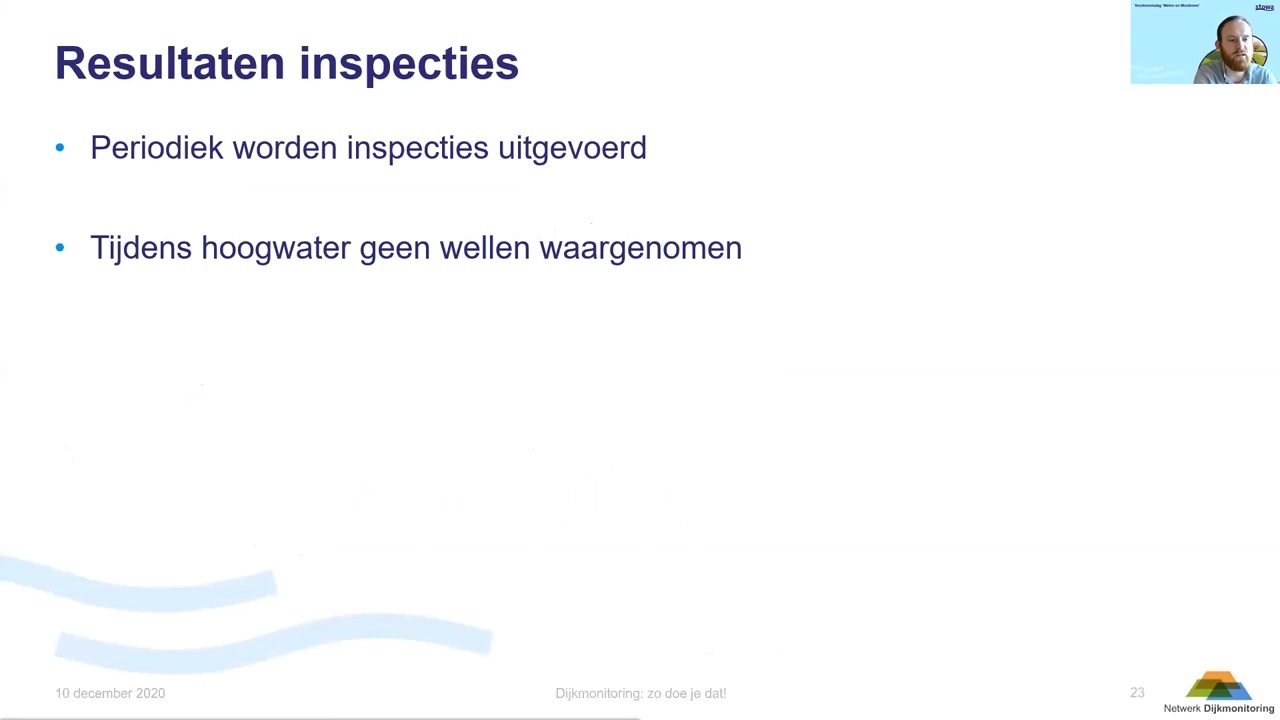 Resultaten inspecties
• Periodiek worden inspecties uitgevoerd
• Tijdens hoogwater geen wellen waargenomen
stowa
10 december 2020
Dijkmonitoring: zo doe je dat!
23
Netwerk Dijkmonitoring